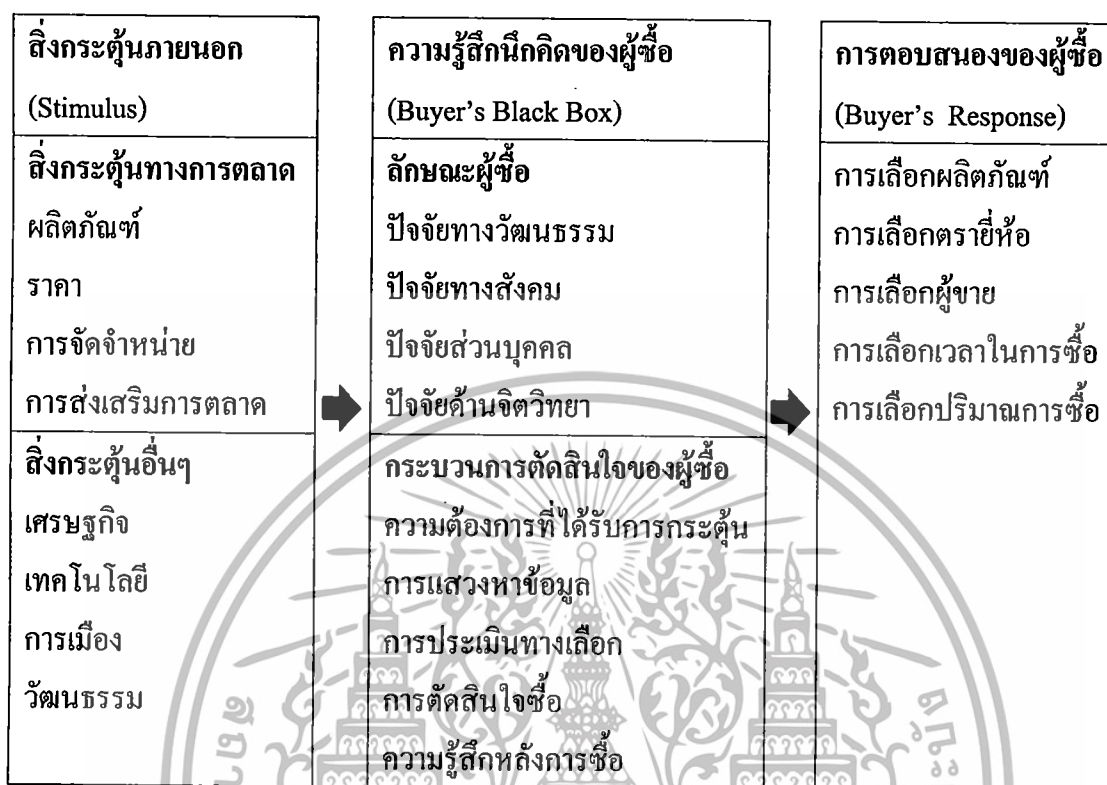 สิ่งกระตุ้นภายนอก
(Stimulus)
สิ่งกระตุ้นทางการตลาด
ผลิตภัณฑ์
ราคา
การจัดจำหน่าย
การส่งเสริมการตลาด
สิ่งกระตุ้นอื่นๆ
เศรษฐกิจ
เทคโนโลยี
การเมือง
วัฒนธรรม
ความรู้สึกนึกคิดของผู้ซื้อ
(Buyer's Black Box)
ลักษณะผู้ซื้อ
ปัจจัยทางวัฒนธรรม
ปัจจัยทางสังคม
ปัจจัยส่วนบุคคล
ปัจจัยด้านจิตวิทยา
กระบวนการตัดสินใจของผู้ซื้อ
ความต้องการที่ได้รับการกระตุ้น
การแสวงหาข้อมูล
การประเมินทางเลือก
การตัดสินใจซื้อ
ความรู้สึกหลังการซื้อ
การตอบสนองของผู้ซื้อ
(Buyer's Response)
การเลือกผลิตภัณฑ์
การเลือกตรายี่ห้อ
การเลือกผู้ขาย
การเลือกเวลาในการซื้อ
การเลือกปริมาณการซื้อ